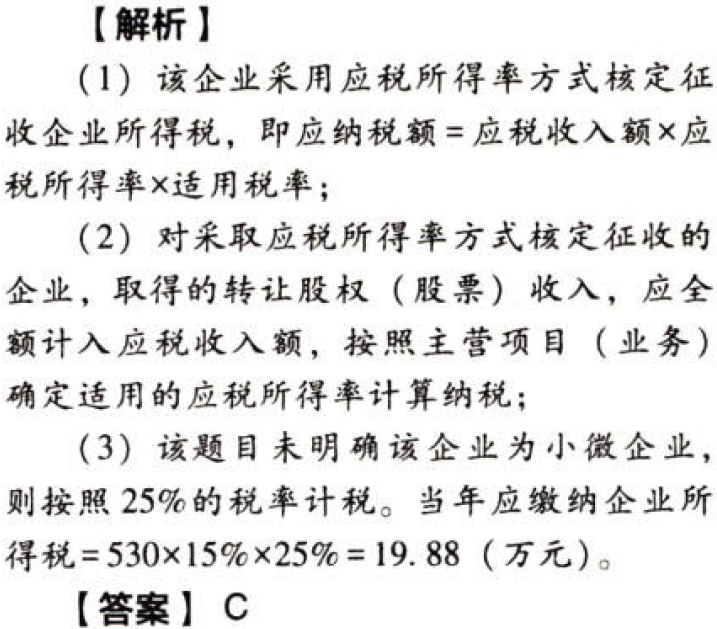 【解析】
(1) 该企业采用应税所得率方式核定征
收企业所得税，即应纳税额=应税收入额×应
税所得率×适用税率；
(2) 对采取应税所得率方式核定征收的
企业，取得的转让股权（股票）收入，应全
额计入应税收入额，按照主营项目（业务）
确定适用的应税所得率计算纳税；
(3) 该题目未明确该企业为小微企业，
则按照25%的税率计税。当年应缴纳企业所
得税=530×15%×25%=19.88（万元）。
【答案】 C